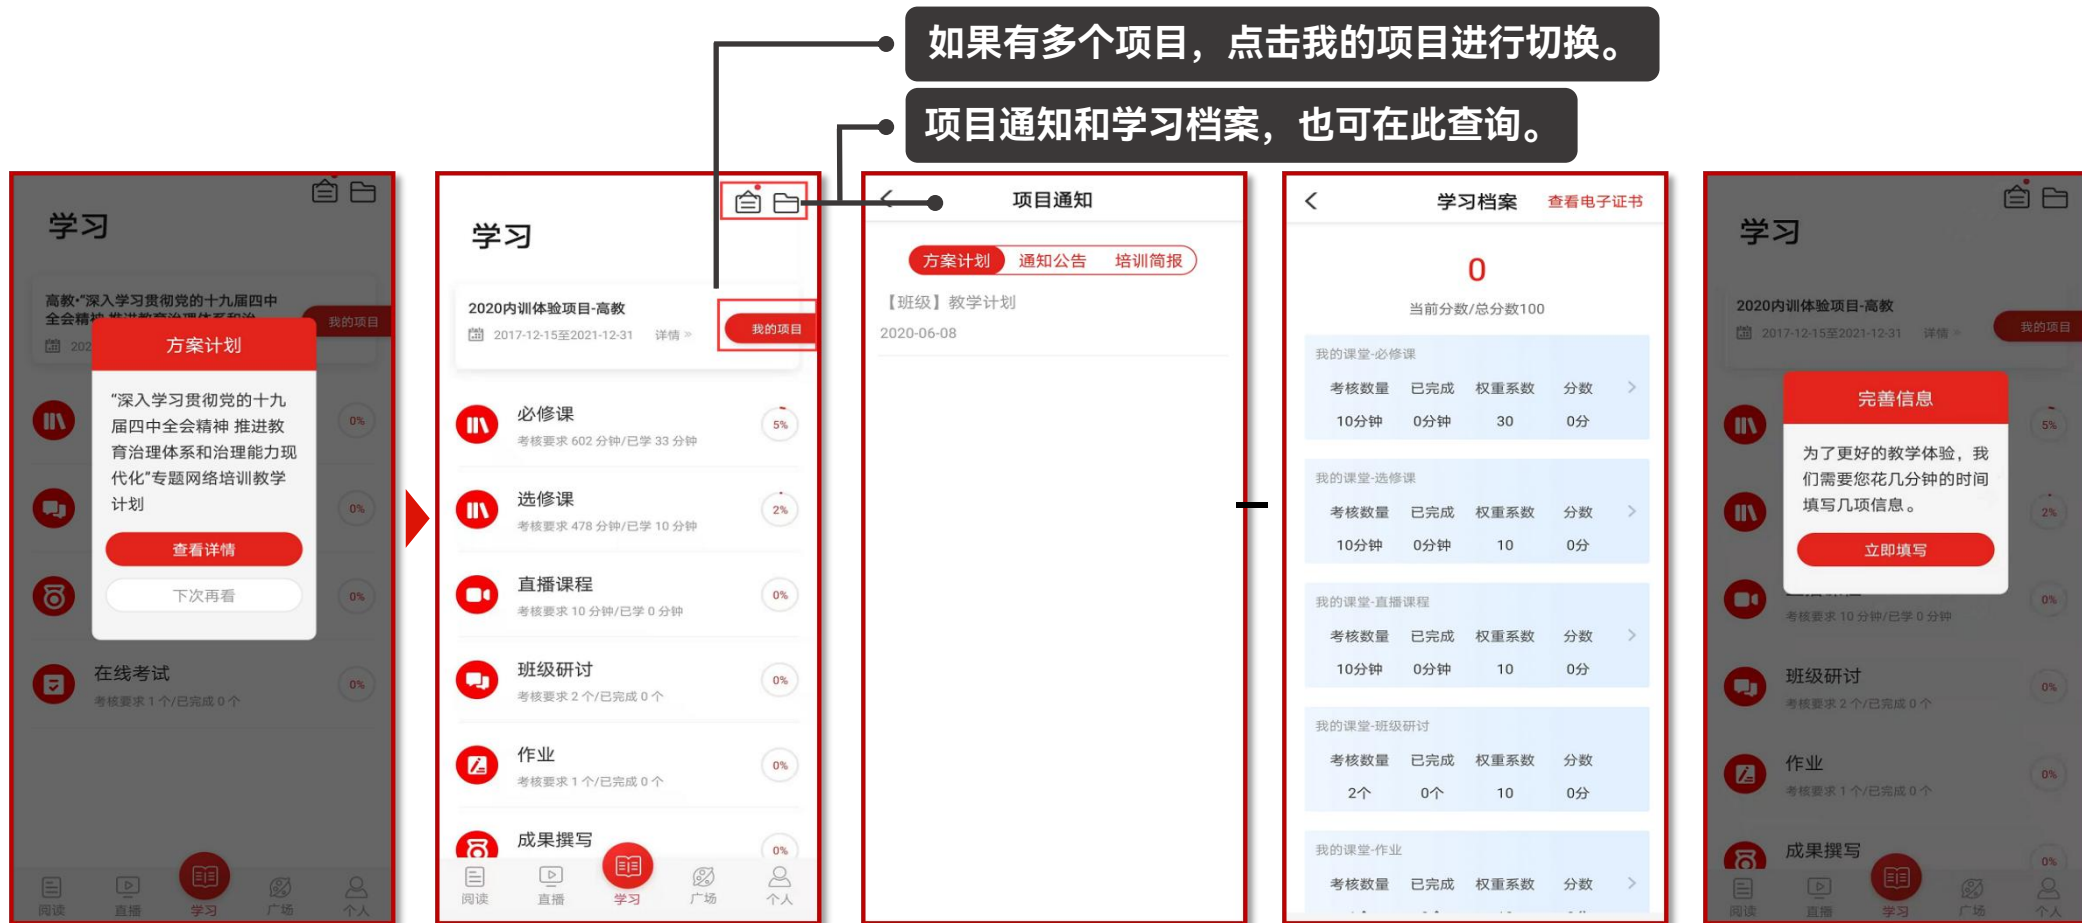 如果有多个项目，点击我的项目进行切换。
项目通知和学习档案，也可在此查询。
学习
高教·“深入学习贯彻党的十九届四中
全会精神 推进教育治理体系和治
我的项目
202
方案计划
“深入学习贯彻党的十九
届四中全会精神 推进教
育治理体系和治理能力现
代化”专题网络培训教学
计划
查看详情
下次再看
0%
0%
0%
在线考试
考核要求 1 个/已完成 0 个
0%
阅读 直播 学习 广场 个人
学习
2020内训体验项目-高教
2017-12-15至2021-12-31 详情 »
我的项目
必修课
考核要求 602 分钟/已学 33 分钟
5%
选修课
考核要求 478 分钟/已学 10 分钟
2%
直播课程
考核要求 10 分钟/已学 0 分钟
0%
班级研讨
考核要求 2 个/已完成 0 个
0%
作业
考核要求 1 个/已完成 0 个
0%
成果撰写
0%
阅读 直播 学习 广场 个人
项目通知
方案计划 通知公告 培训简报
【班级】教学计划
2020-06-08
学习档案 查看电子证书
0
当前分数/总分数100
我的课堂-必修课
考核数量 已完成 权重系数 分数
10分钟 0分钟 30 0分
我的课堂-选修课
考核数量 已完成 权重系数 分数
10分钟 0分钟 10 0分
我的课堂-直播课程
考核数量 已完成 权重系数 分数
10分钟 0分钟 10 0分
我的课堂-班级研讨
考核数量 已完成 权重系数 分数
2个 0个 10 0分
我的课堂-作业
考核数量 已完成 权重系数 分数
学习
2020内训体验项目-高教
2017-12-15至2021-12-31 详情 »
我的项目
完善信息
为了更好的教学体验，我
们需要您花几分钟的时间
填写几项信息。
立即填写
5%
2%
考核要求 10 分钟/已学 0 分钟
0%
班级研讨
考核要求 2 个/已完成 0 个
0%
作业
考核要求 1 个/已完成 0 个
0%
成果撰写
0%
阅读 直播 学习 广场 个人